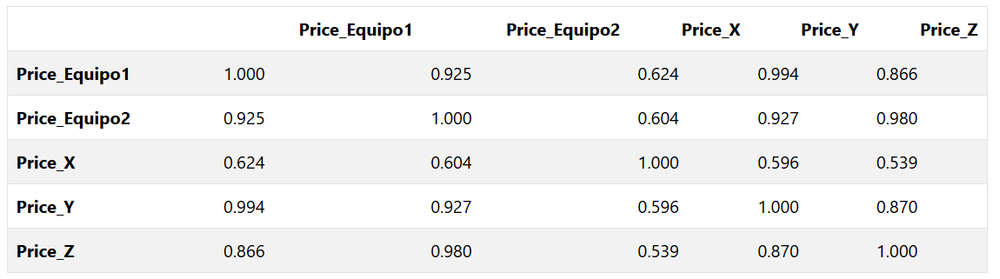 Price_Equipo1 Price_Equipo2 Price_X Price_Y Price_Z
Price_Equipo1 1.000 0.925 0.624 0.994 0.866
Price_Equipo2 0.925 1.000 0.604 0.927 0.980
Price_X 0.624 0.604 1.000 0.596 0.539
Price_Y 0.994 0.927 0.596 1.000 0.870
Price_Z 0.866 0.980 0.539 0.870 1.000